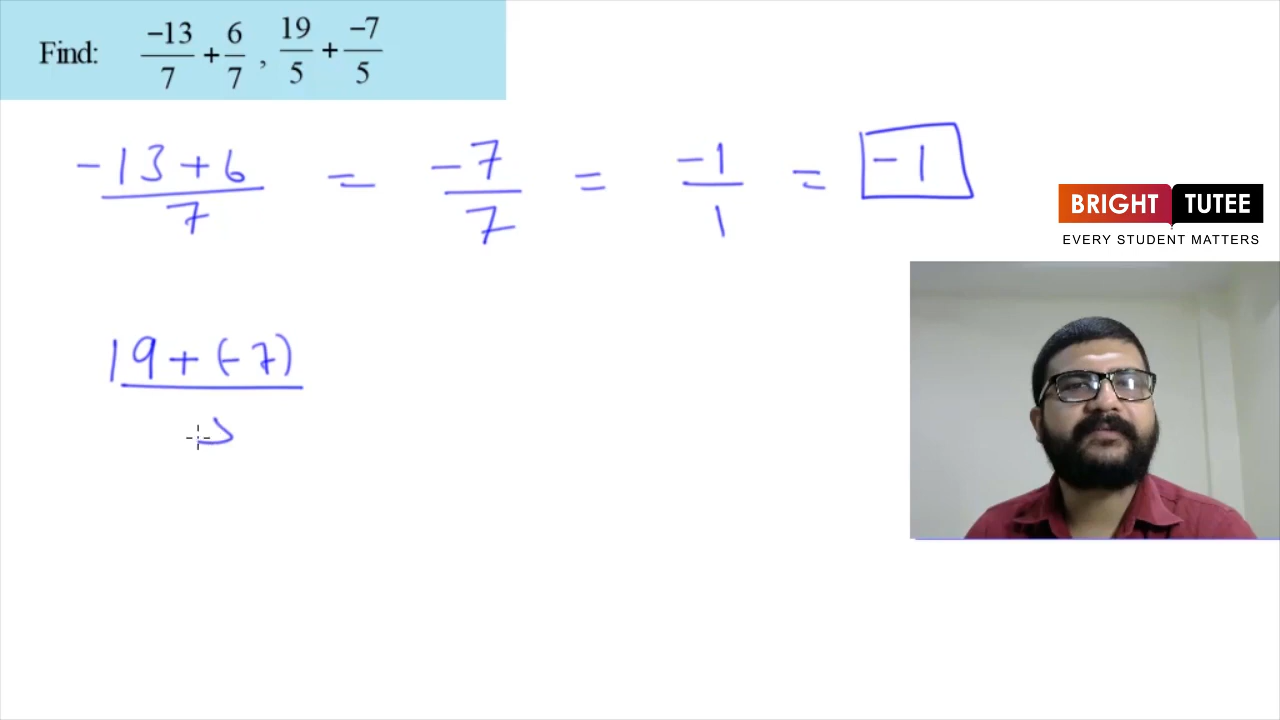 Find: -13/7 + 6/7 , 19/5 + -7/5
-13+6/7 = -7/7 = -1/1 = -1
BRIGHT TUTEE
EVERY STUDENT MATTERS
19+(-7)